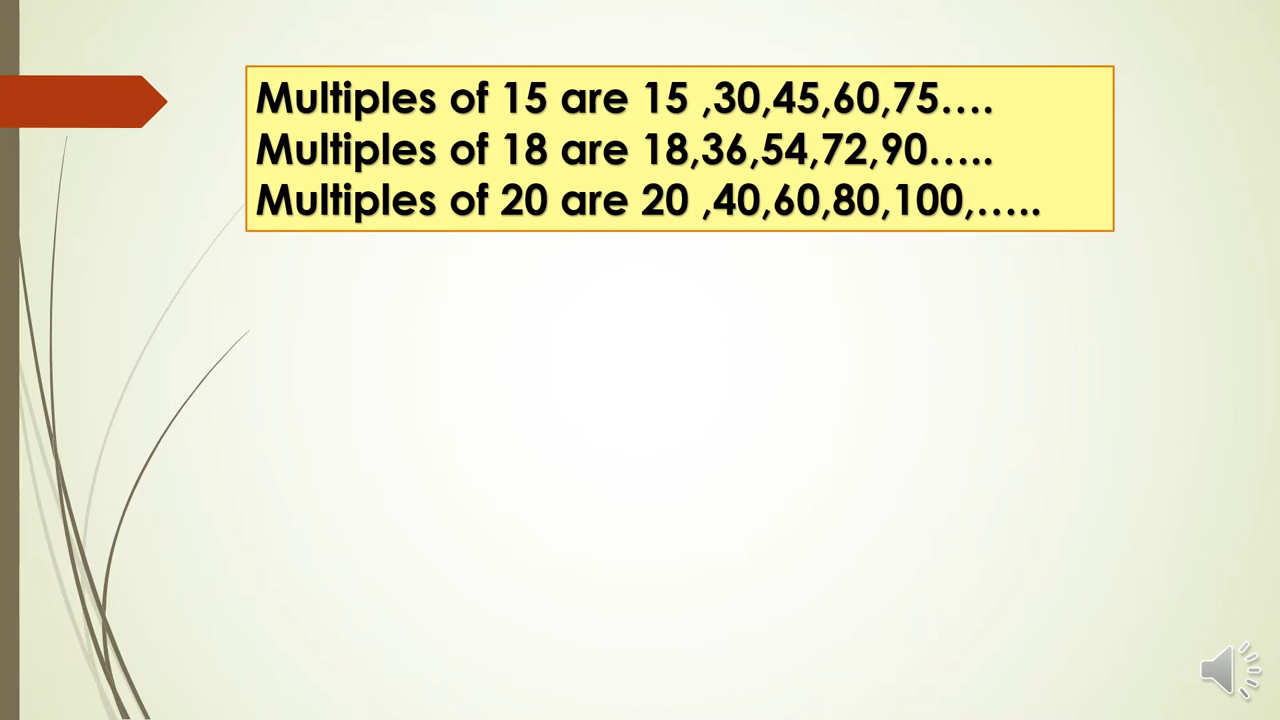 Multiples of 15 are 15 ,30,45,60,75....
Multiples of 18 are 18,36,54,72,90.....
Multiples of 20 are 20 ,40,60,80,100,.....